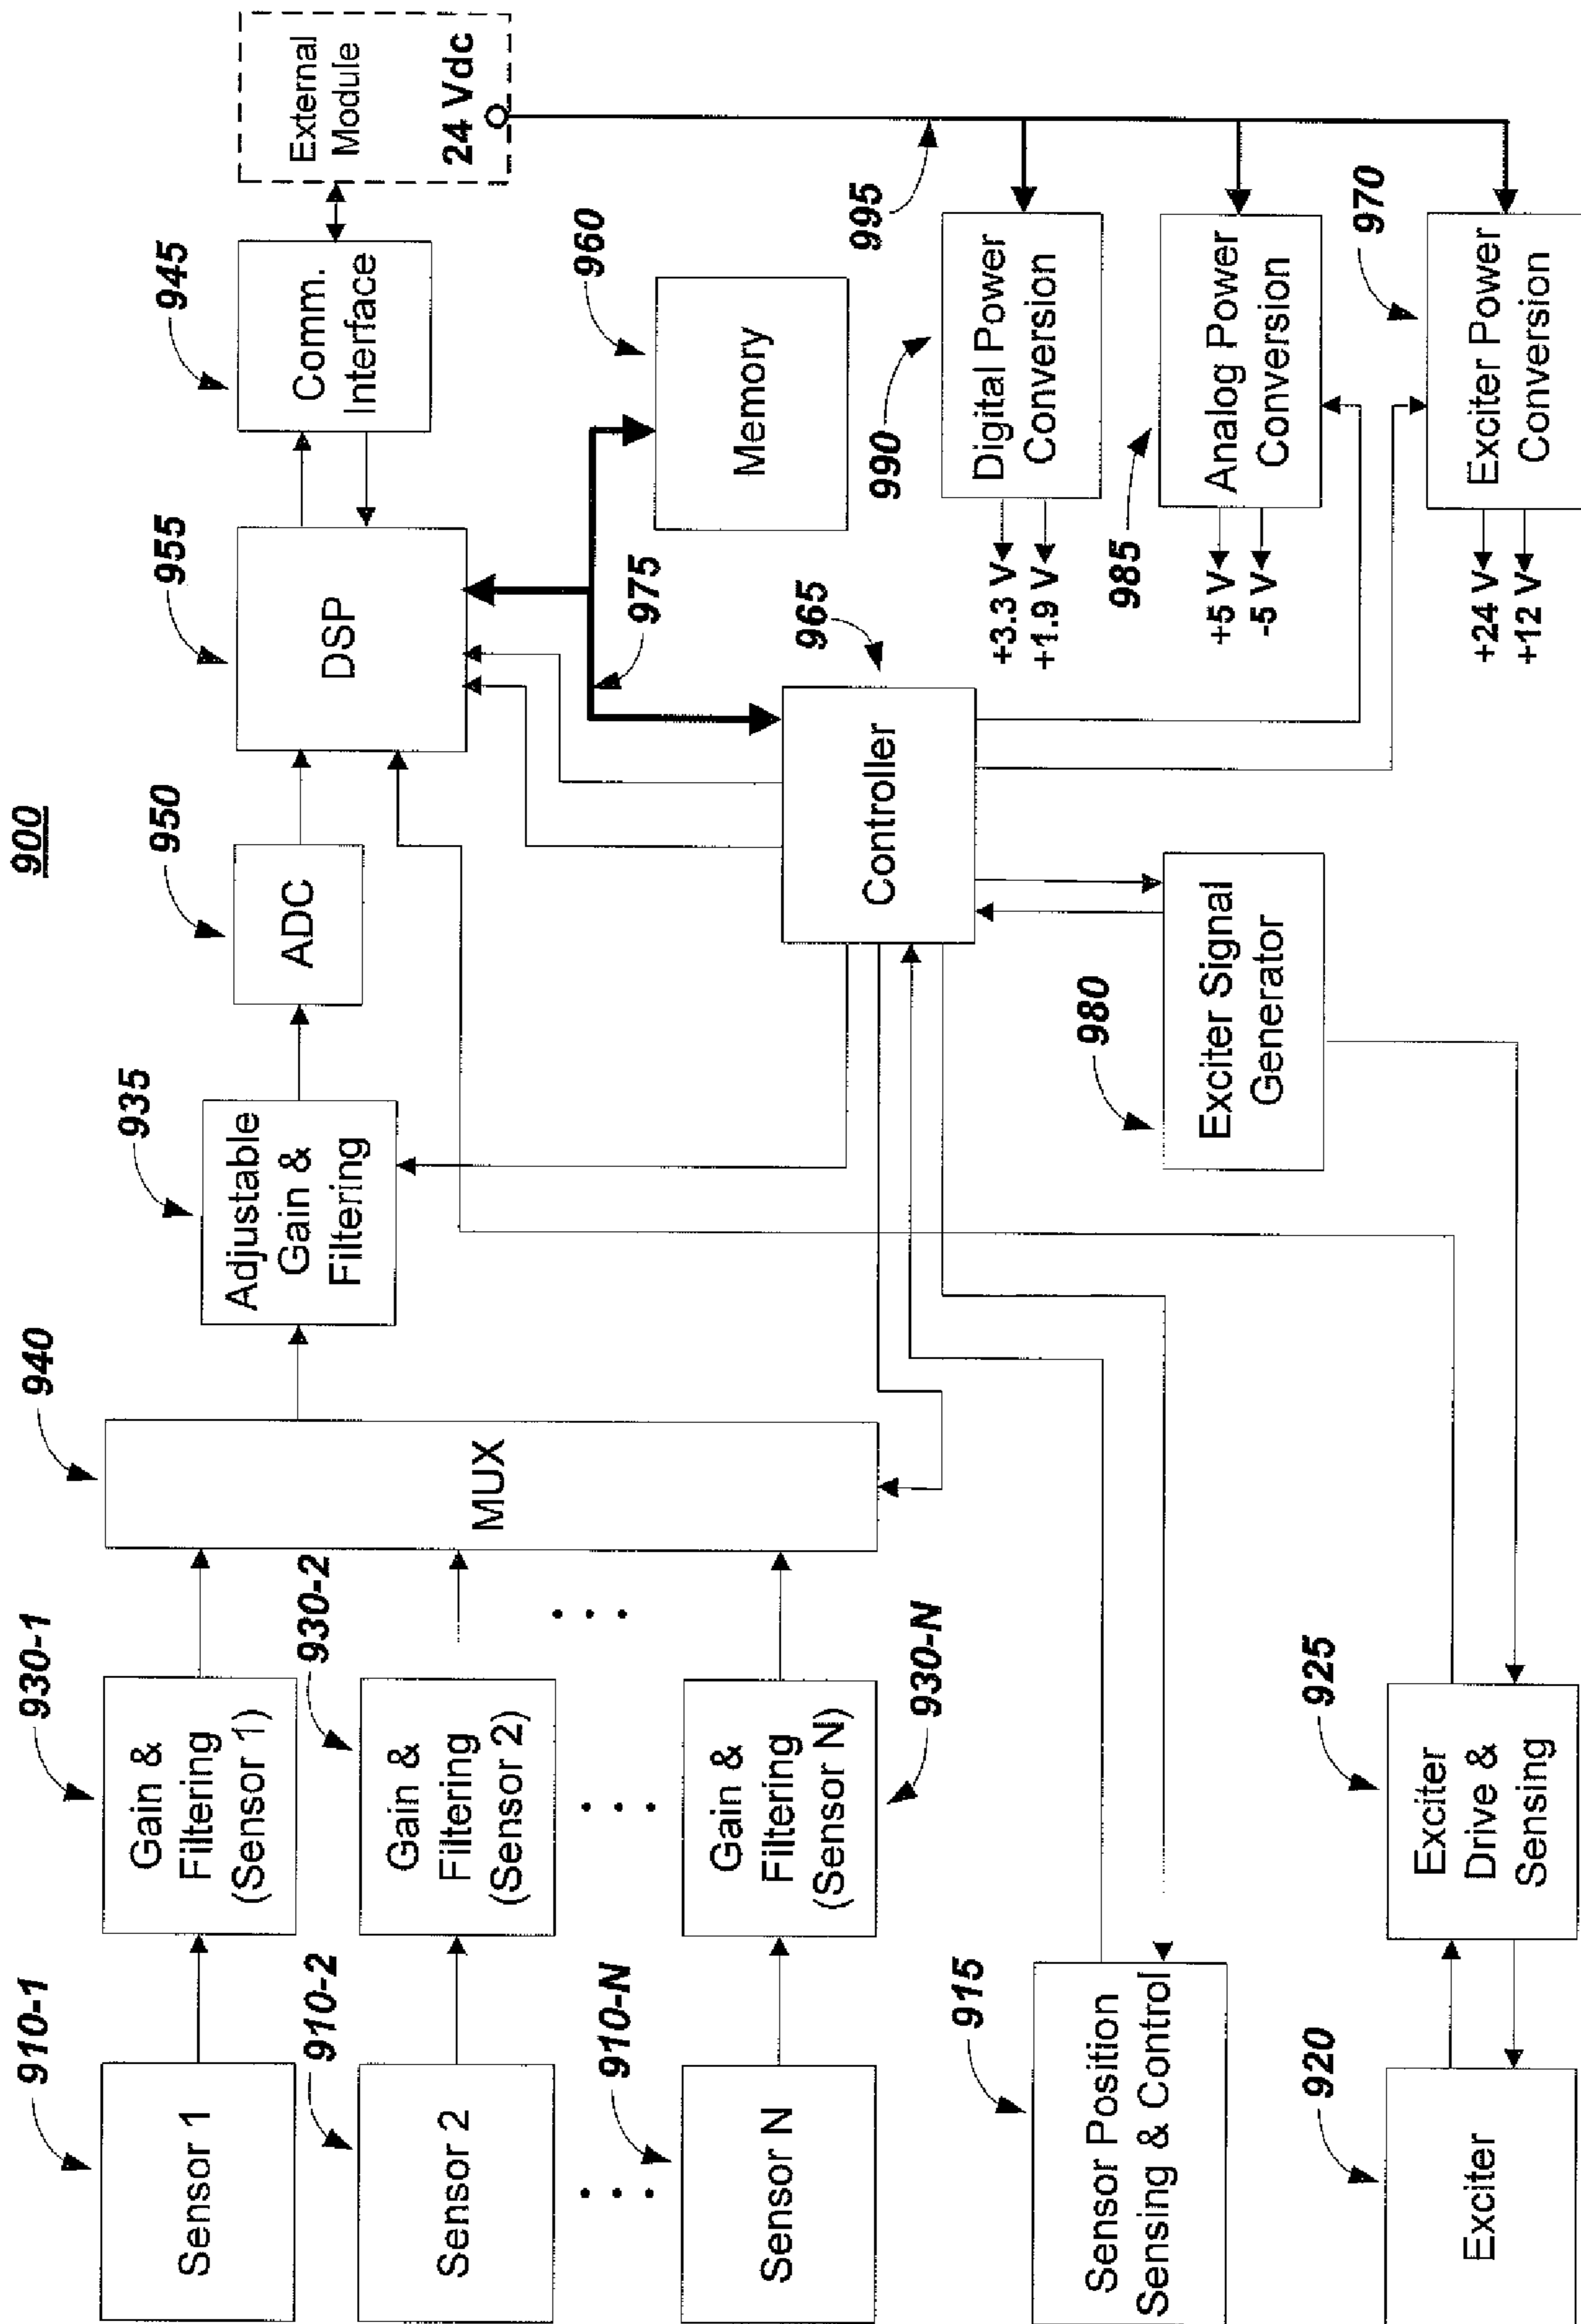 900
910-1
Sensor 1
930-1
Gain &
Filtering
(Sensor 1)
940
MUX
935
Adjustable
Gain &
Filtering
950
ADC
955
DSP
945
Comm.
Interface
External
Module
24 Vdc
910-2
Sensor 2
930-2
Gain &
Filtering
(Sensor 2)
. . .
. . .
. . .
910-N
Sensor N
930-N
Gain &
Filtering
(Sensor N)
975
960
Memory
965
Controller
995
915
Sensor Position
Sensing & Control
980
Exciter Signal
Generator
990
Digital Power
Conversion
+3.3 V
+1.9 V
985
Analog Power
Conversion
+5 V
-5 V
970
Exciter Power
Conversion
+24 V
+12 V
920
Exciter
925
Exciter
Drive &
Sensing